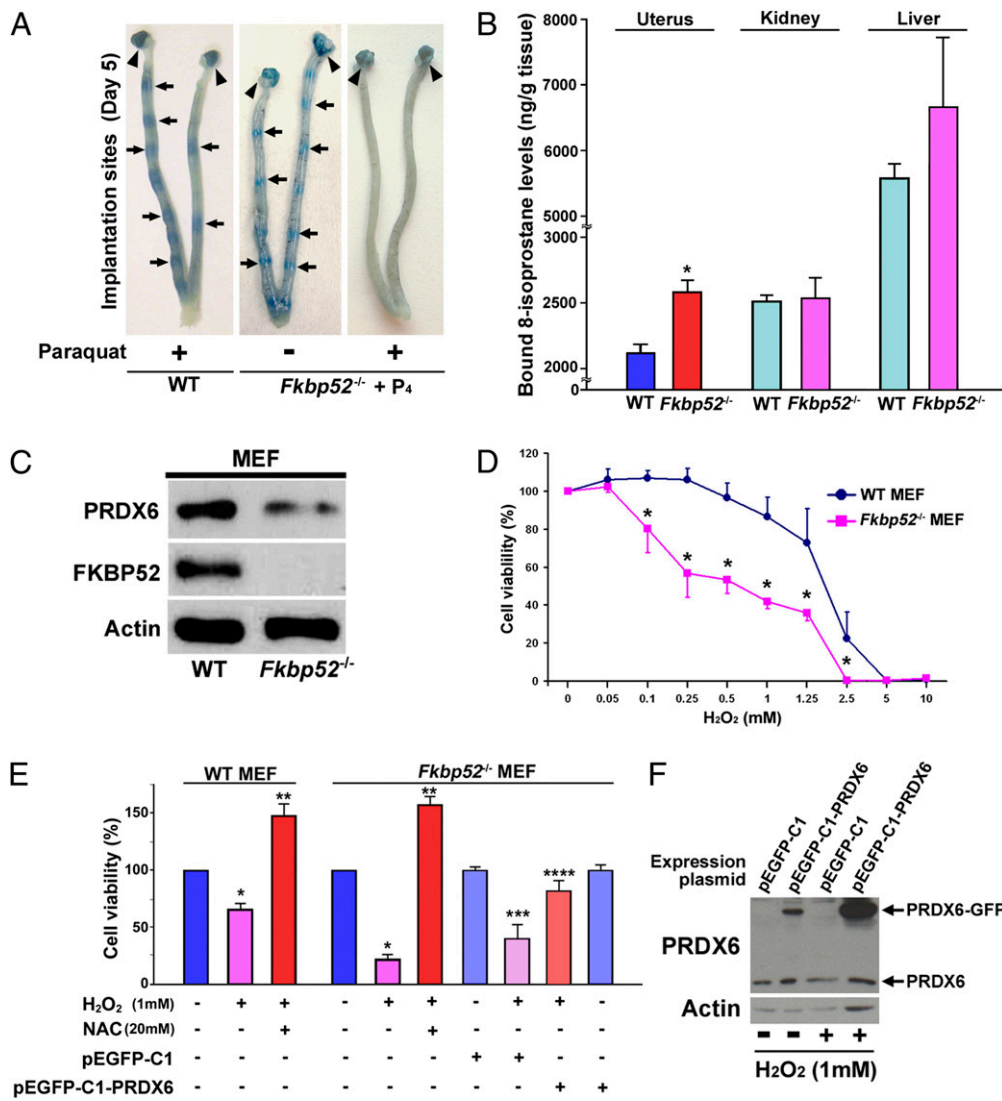 A
Implantation sites (Day 5)
Paraquat + - +
WT Fkbp52-/- + P4
B
Uterus Kidney Liver
Bound 8-isoprostane levels (ng/g tissue)
8000
7000
6000
5000
3000
2500
2000
0
*
WT Fkbp52-/- WT Fkbp52-/- WT Fkbp52-/-
C
MEF
PRDX6
FKBP52
Actin
WT Fkbp52-/-
D
Cell viablility (%)
120
100
80
60
40
20
0
WT MEF
Fkbp52-/- MEF
* * * * * *
0 0.05 0.1 0.25 0.5 1 1.25 2.5 5 10
H2O2 (mM)
E
WT MEF Fkbp52-/- MEF
Cell viability (%)
150
100
50
0
* ** * ** *** ****
H2O2 (1mM) - + + - + + - + + -
NAC (20mM) - - + - - + - - - -
pEGFP-C1 - - - - - - + + - -
pEGFP-C1-PRDX6 - - - - - - - - + +
F
Expression plasmid
pEGFP-C1
pEGFP-C1-PRDX6
pEGFP-C1
pEGFP-C1-PRDX6
PRDX6
PRDX6-GFP
PRDX6
Actin
- - + +
H2O2 (1mM)